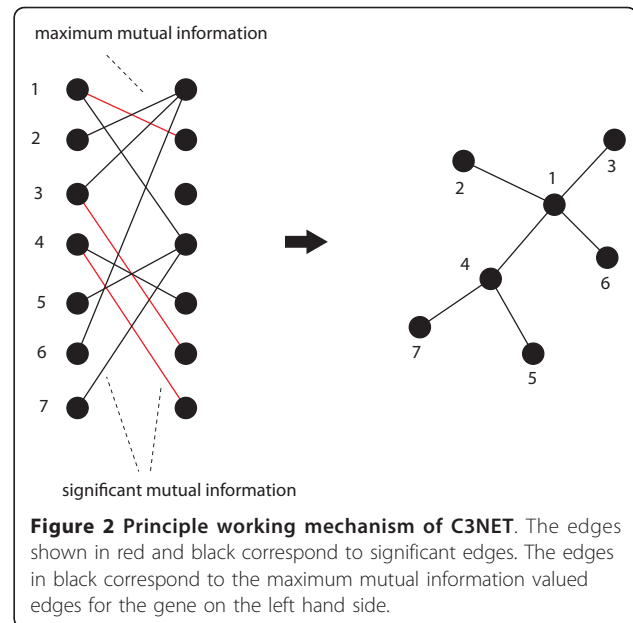 maximum mutual information
1
2
3
4
5
6
7
significant mutual information
1
2
3
4
5
6
7
Figure 2 Principle working mechanism of C3NET. The edges
shown in red and black correspond to significant edges. The edges
in black correspond to the maximum mutual information valued
edges for the gene on the left hand side.